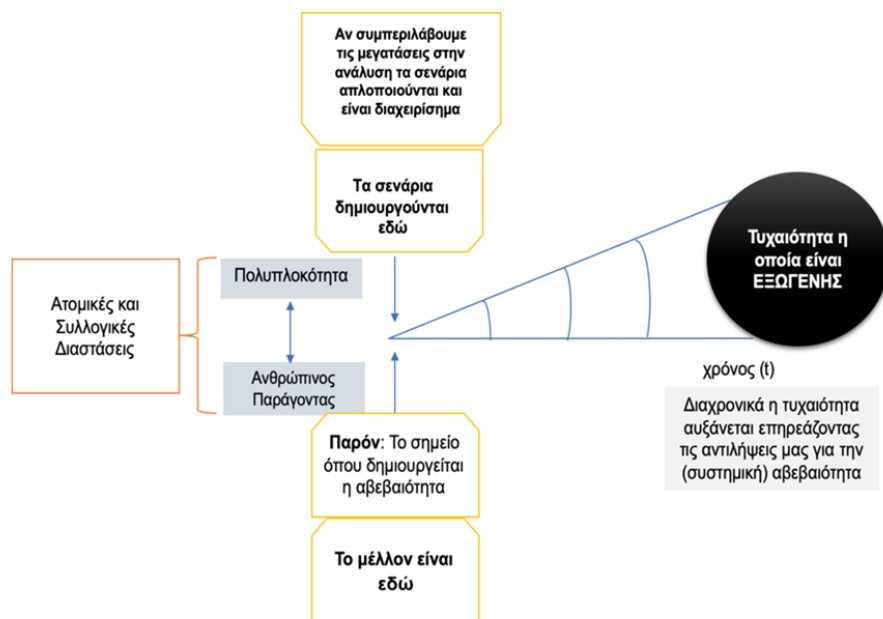 Αν συμπεριλάβουμε
τις μεγατάσεις στην
ανάλυση τα σενάρια
απλοποιούνται και
είναι διαχειρίσημα
Τα σενάρια
δημιουργούνται
εδώ
Πολυπλοκότητα
Ατομικές και
Συλλογικές
Διαστάσεις
Ανθρώπινος
Παράγοντας
Τυχαιότητα η
οποία είναι
ΕΞΩΓΕΝΗΣ
χρόνος (t)
Διαχρονικά η τυχαιότητα
αυξάνεται επηρεάζοντας
τις αντιλήψεις μας για την
(συστημική) αβεβαιότητα
Παρόν: Το σημείο
όπου δημιουργείται
η αβεβαιότητα
Το μέλλον είναι
εδώ